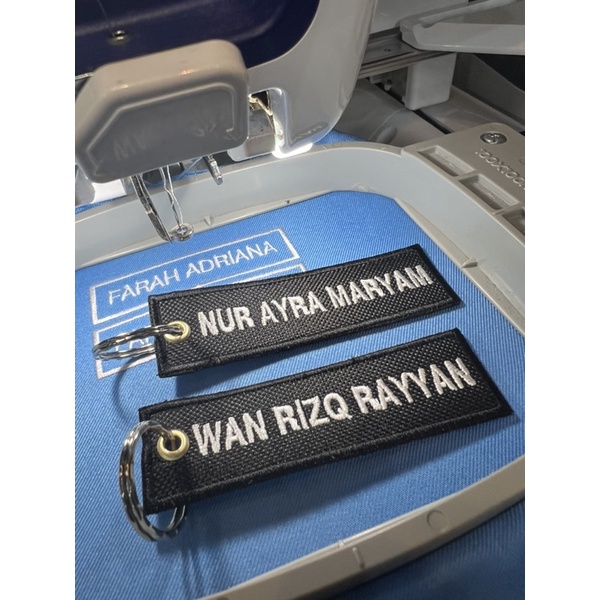 FARAH ADRIANA
NUR AYRA MARYAM
WAN RIZQ RAYYAN